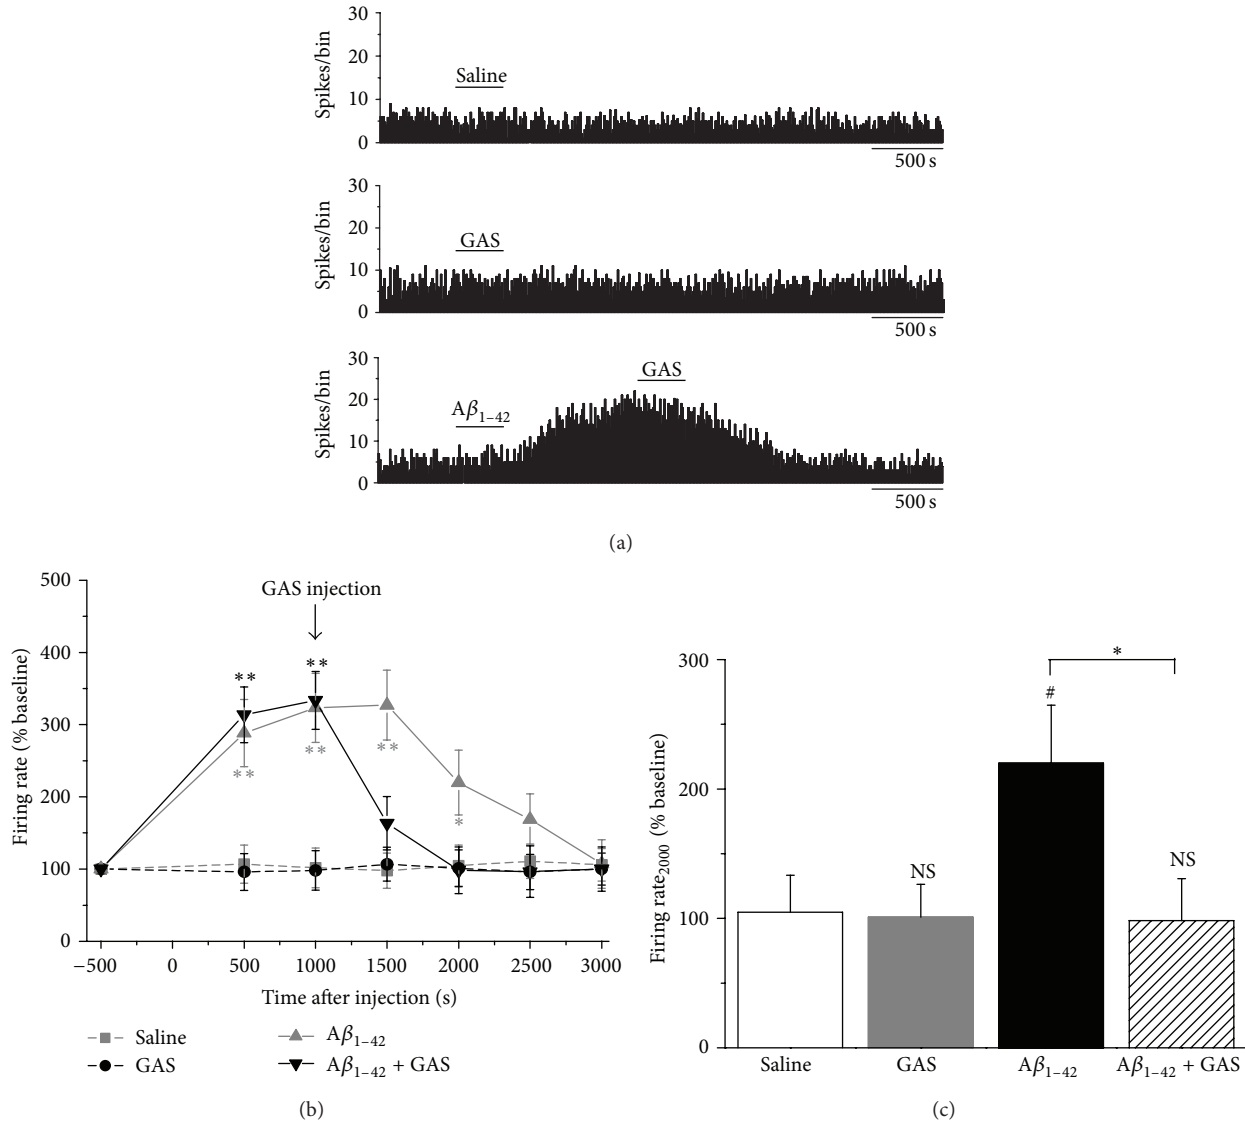 30
20
10
0
Spikes/bin
Saline
500 s
30
20
10
0
Spikes/bin
GAS
500 s
30
20
10
0
Spikes/bin
Aβ1–42
GAS
500 s
(a)
500
400
300
200
100
0
Firing rate (% baseline)
GAS injection
**
**
**
**
**
*
−500 0 500 1000 1500 2000 2500 3000
Time after injection (s)
Saline
GAS
Aβ1–42
Aβ1–42 + GAS
(b)
300
200
100
0
Firing rate2000 (% baseline)
NS
#
*
NS
Saline GAS Aβ1–42 Aβ1–42 + GAS
(c)